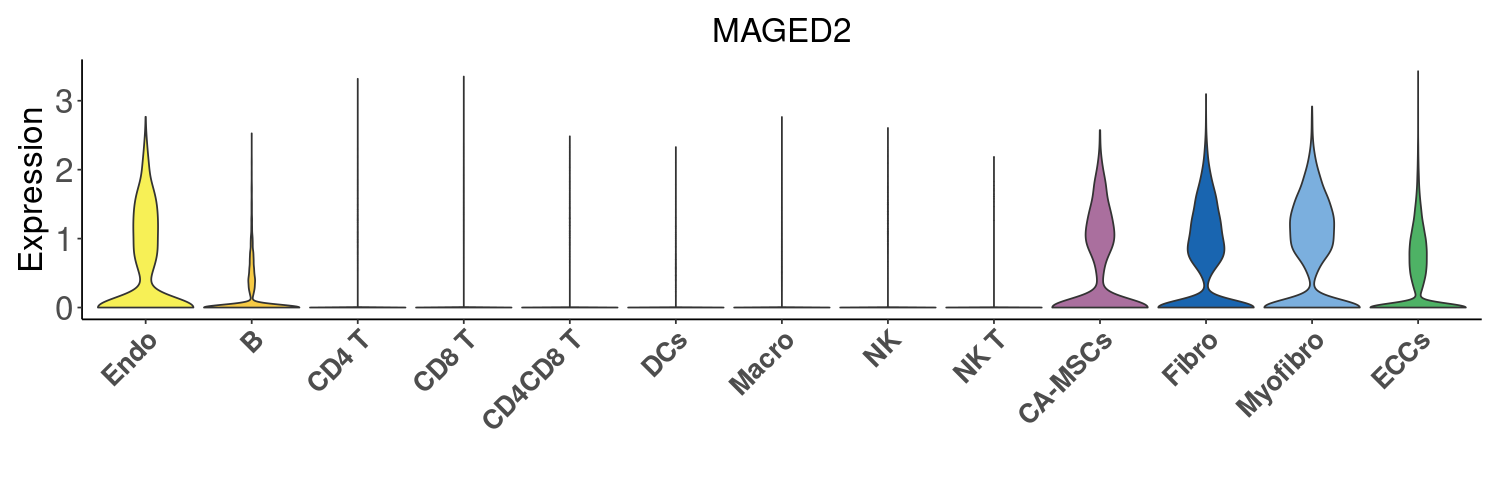 MAGED2
Expression
3
2
1
0
Endo
B
CD4 T
CD8 T
CD4CD8 T
DCs
Macro
NK
NK T
CA-MSCs
Fibro
Myofibro
ECCs